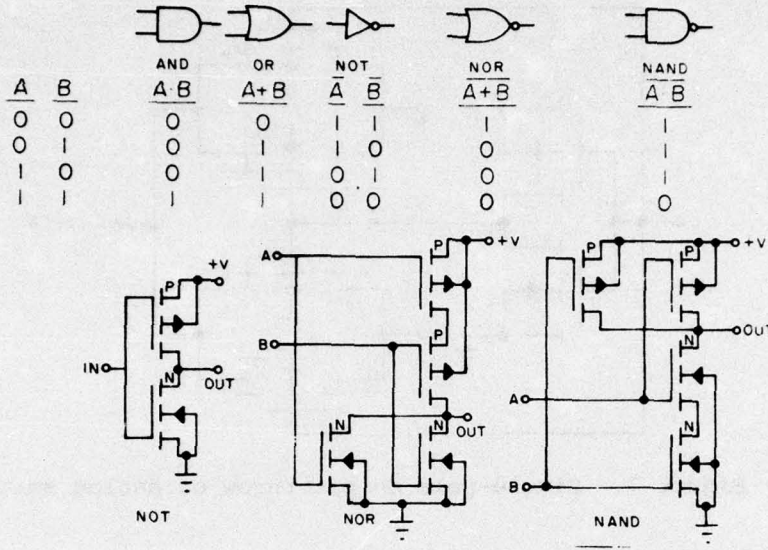 AND OR NOT NOR NAND
A B A·B A+B A̅ B̅ A̅+̅B̅ A̅ B̅
0 0 0 0 1 1 1 1
0 1 0 1 1 0 0 1
1 0 0 1 0 1 0 1
1 1 1 1 0 0 0 0
+V
P
IN
N
OUT
NOT
A
B
P
+V
P
N
N
OUT
NOR
P
P
+V
OUT
N
A
N
B
NAND